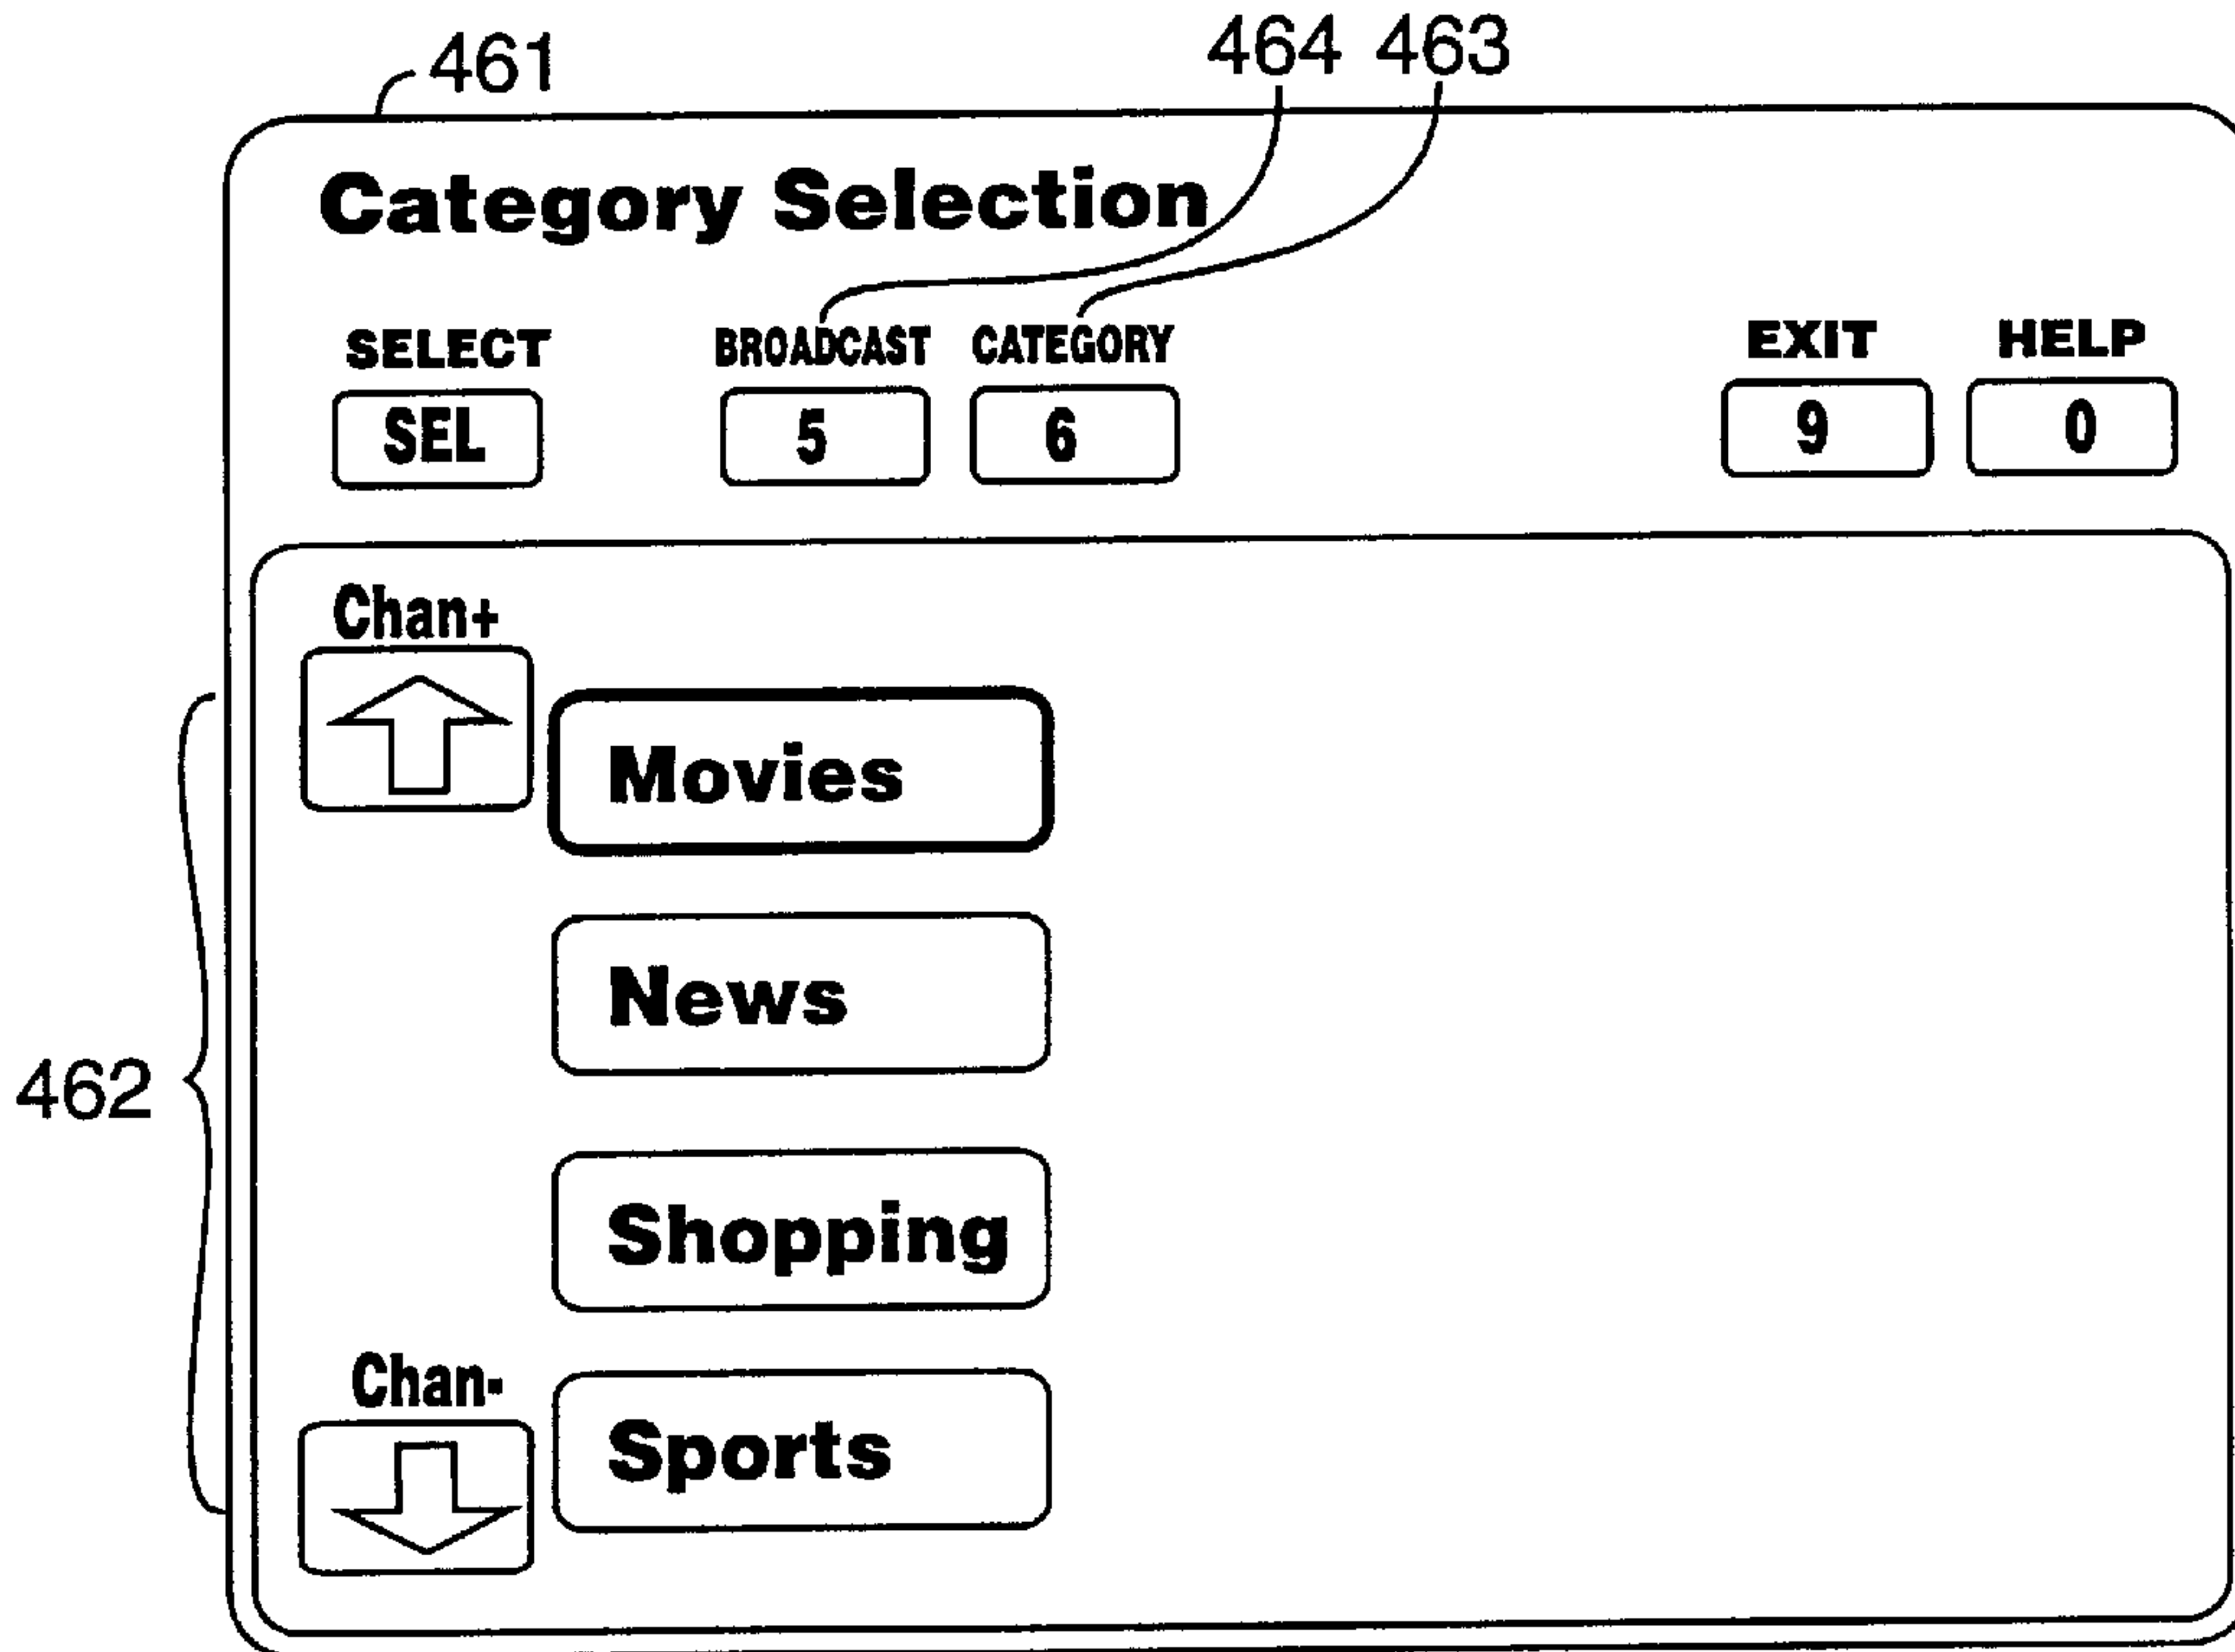 461
464 463
Category Selection
SELECT BROADCAST CATEGORY EXIT HELP
SEL 5 6 9 0
Chan+
Movies
News
462
Shopping
Chan-
Sports